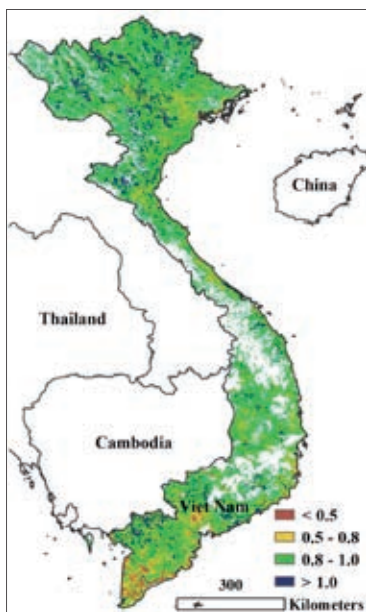 China
Thailand
Cambodia
Viet Nam
< 0.5
0.5 - 0.8
0.8 - 1.0
> 1.0
300
Kilometers